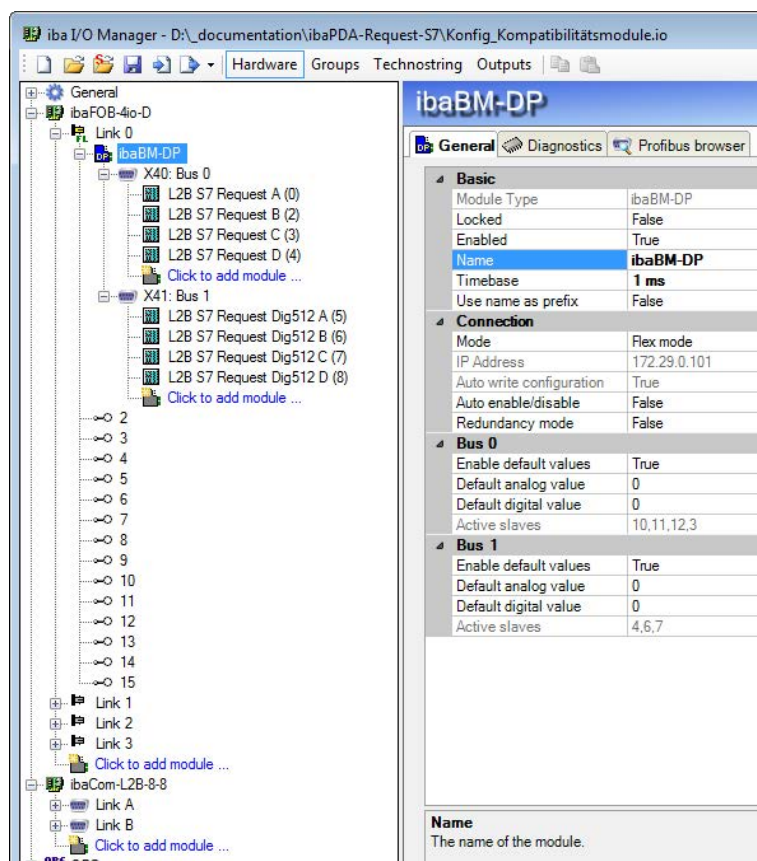 iba I/O Manager - D:\_documentation\ibaPDA-Request-S7\Konfig_Kompatibilitätsmodule.io
Hardware Groups Technostring Outputs
General
ibaFOB-4io-D
Link 0
ibaBM-DP
X40: Bus 0
L2B S7 Request A (0)
L2B S7 Request B (2)
L2B S7 Request C (3)
L2B S7 Request D (4)
Click to add module ...
X41: Bus 1
L2B S7 Request Dig512 A (5)
L2B S7 Request Dig512 B (6)
L2B S7 Request Dig512 C (7)
L2B S7 Request Dig512 D (8)
Click to add module ...
2
3
4
5
6
7
8
9
10
11
12
13
14
15
Link 1
Link 2
Link 3
Click to add module ...
ibaCom-L2B-8-8
Link A
Link B
Click to add module ...
ibaBM-DP
General Diagnostics Profibus browser
Basic
Module Type ibaBM-DP
Locked False
Enabled True
Name ibaBM-DP
Timebase 1 ms
Use name as prefix False
Connection
Mode Flex mode
IP Address 172.29.0.101
Auto write configuration True
Auto enable/disable False
Redundancy mode False
Bus 0
Enable default values True
Default analog value 0
Default digital value 0
Active slaves 10,11,12,3
Bus 1
Enable default values True
Default analog value 0
Default digital value 0
Active slaves 4,6,7
Name
The name of the module.